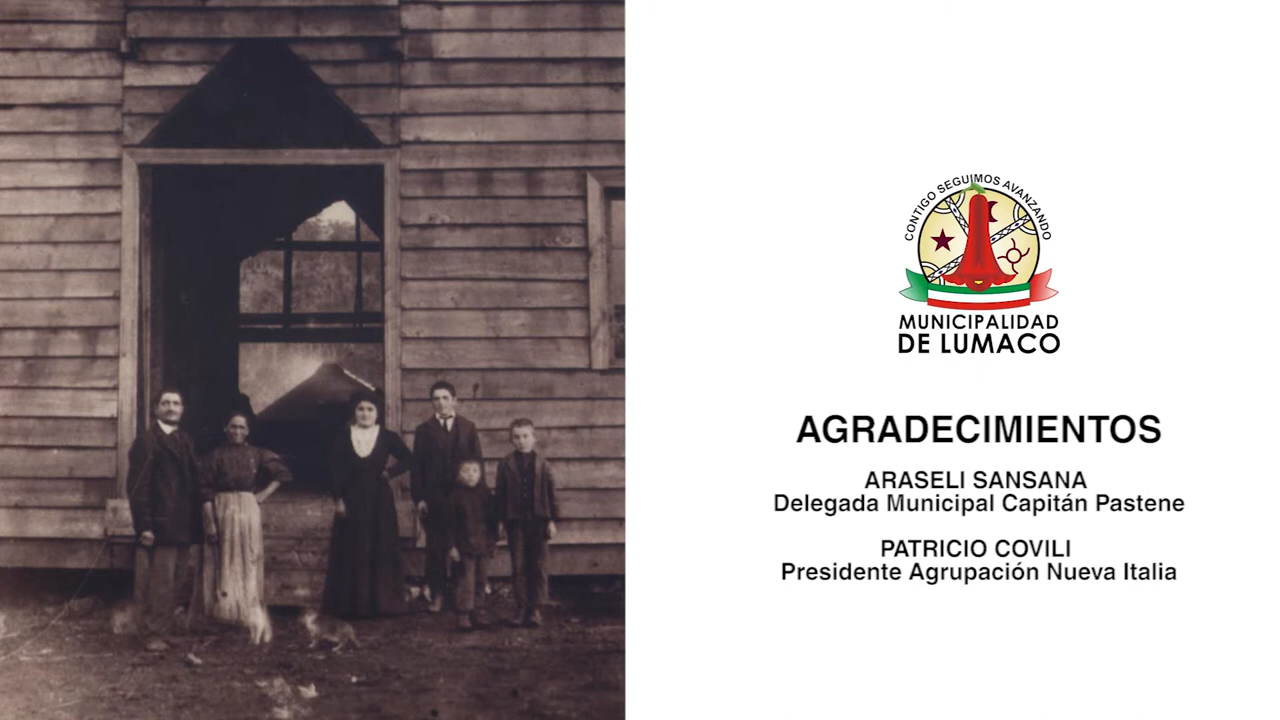 CONTIGO SEGUIMOS AVANZANDO
MUNICIPALIDAD
DE LUMACO
AGRADECIMIENTOS
ARASELI SANSANA
Delegada Municipal Capitán Pastene
PATRICIO COVILI
Presidente Agrupación Nueva Italia